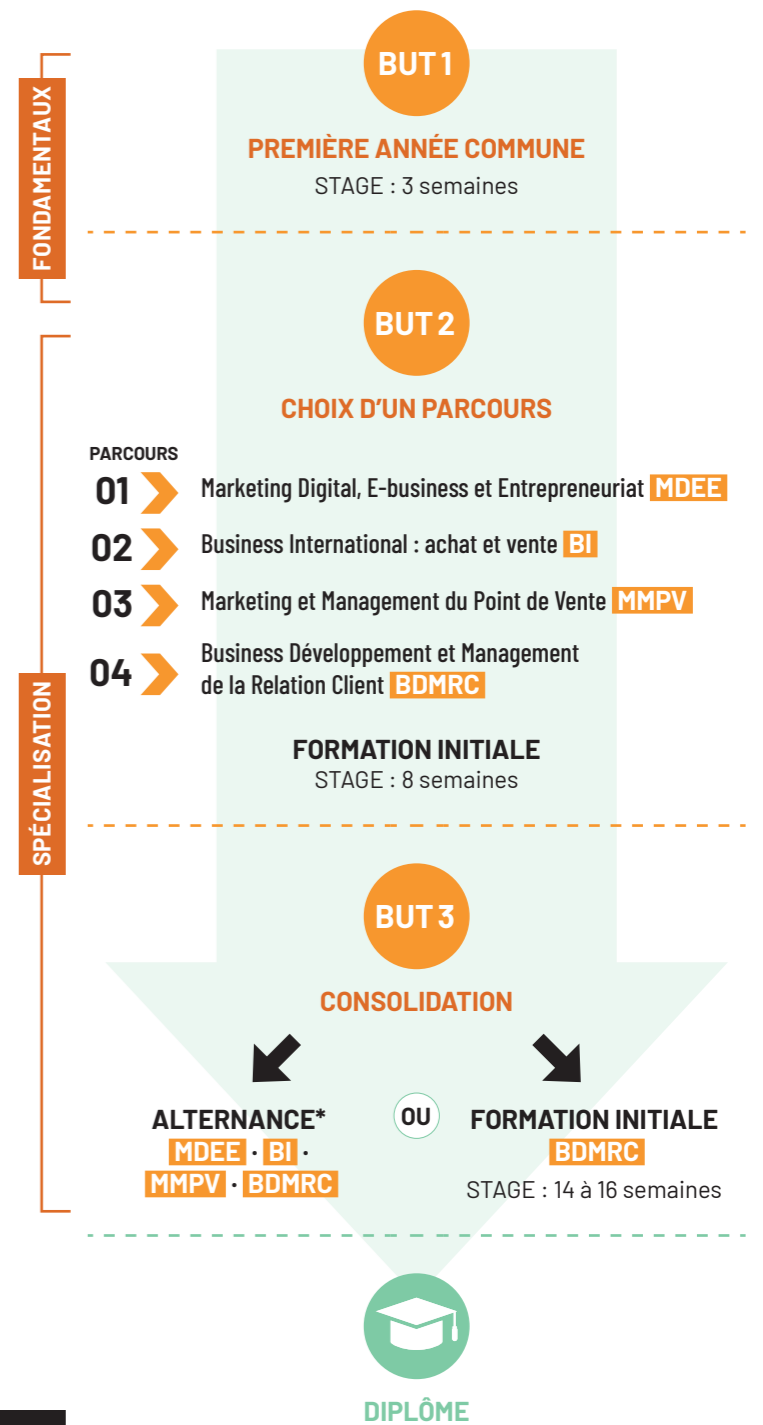 FONDAMENTAUX
BUT 1
PREMIÈRE ANNÉE COMMUNE
STAGE : 3 semaines
SPÉCIALISATION
BUT 2
CHOIX D'UN PARCOURS
PARCOURS
01 Marketing Digital, E-business et Entrepreneuriat MDEE
02 Business International : achat et vente BI
03 Marketing et Management du Point de Vente MMPV
04 Business Développement et Management
de la Relation Client BDMRC
FORMATION INITIALE
STAGE : 8 semaines
BUT 3
CONSOLIDATION
ALTERNANCE*
MDEE · BI ·
MMPV · BDMRC
OU
FORMATION INITIALE
BDMRC
STAGE : 14 à 16 semaines
DIPLÔME